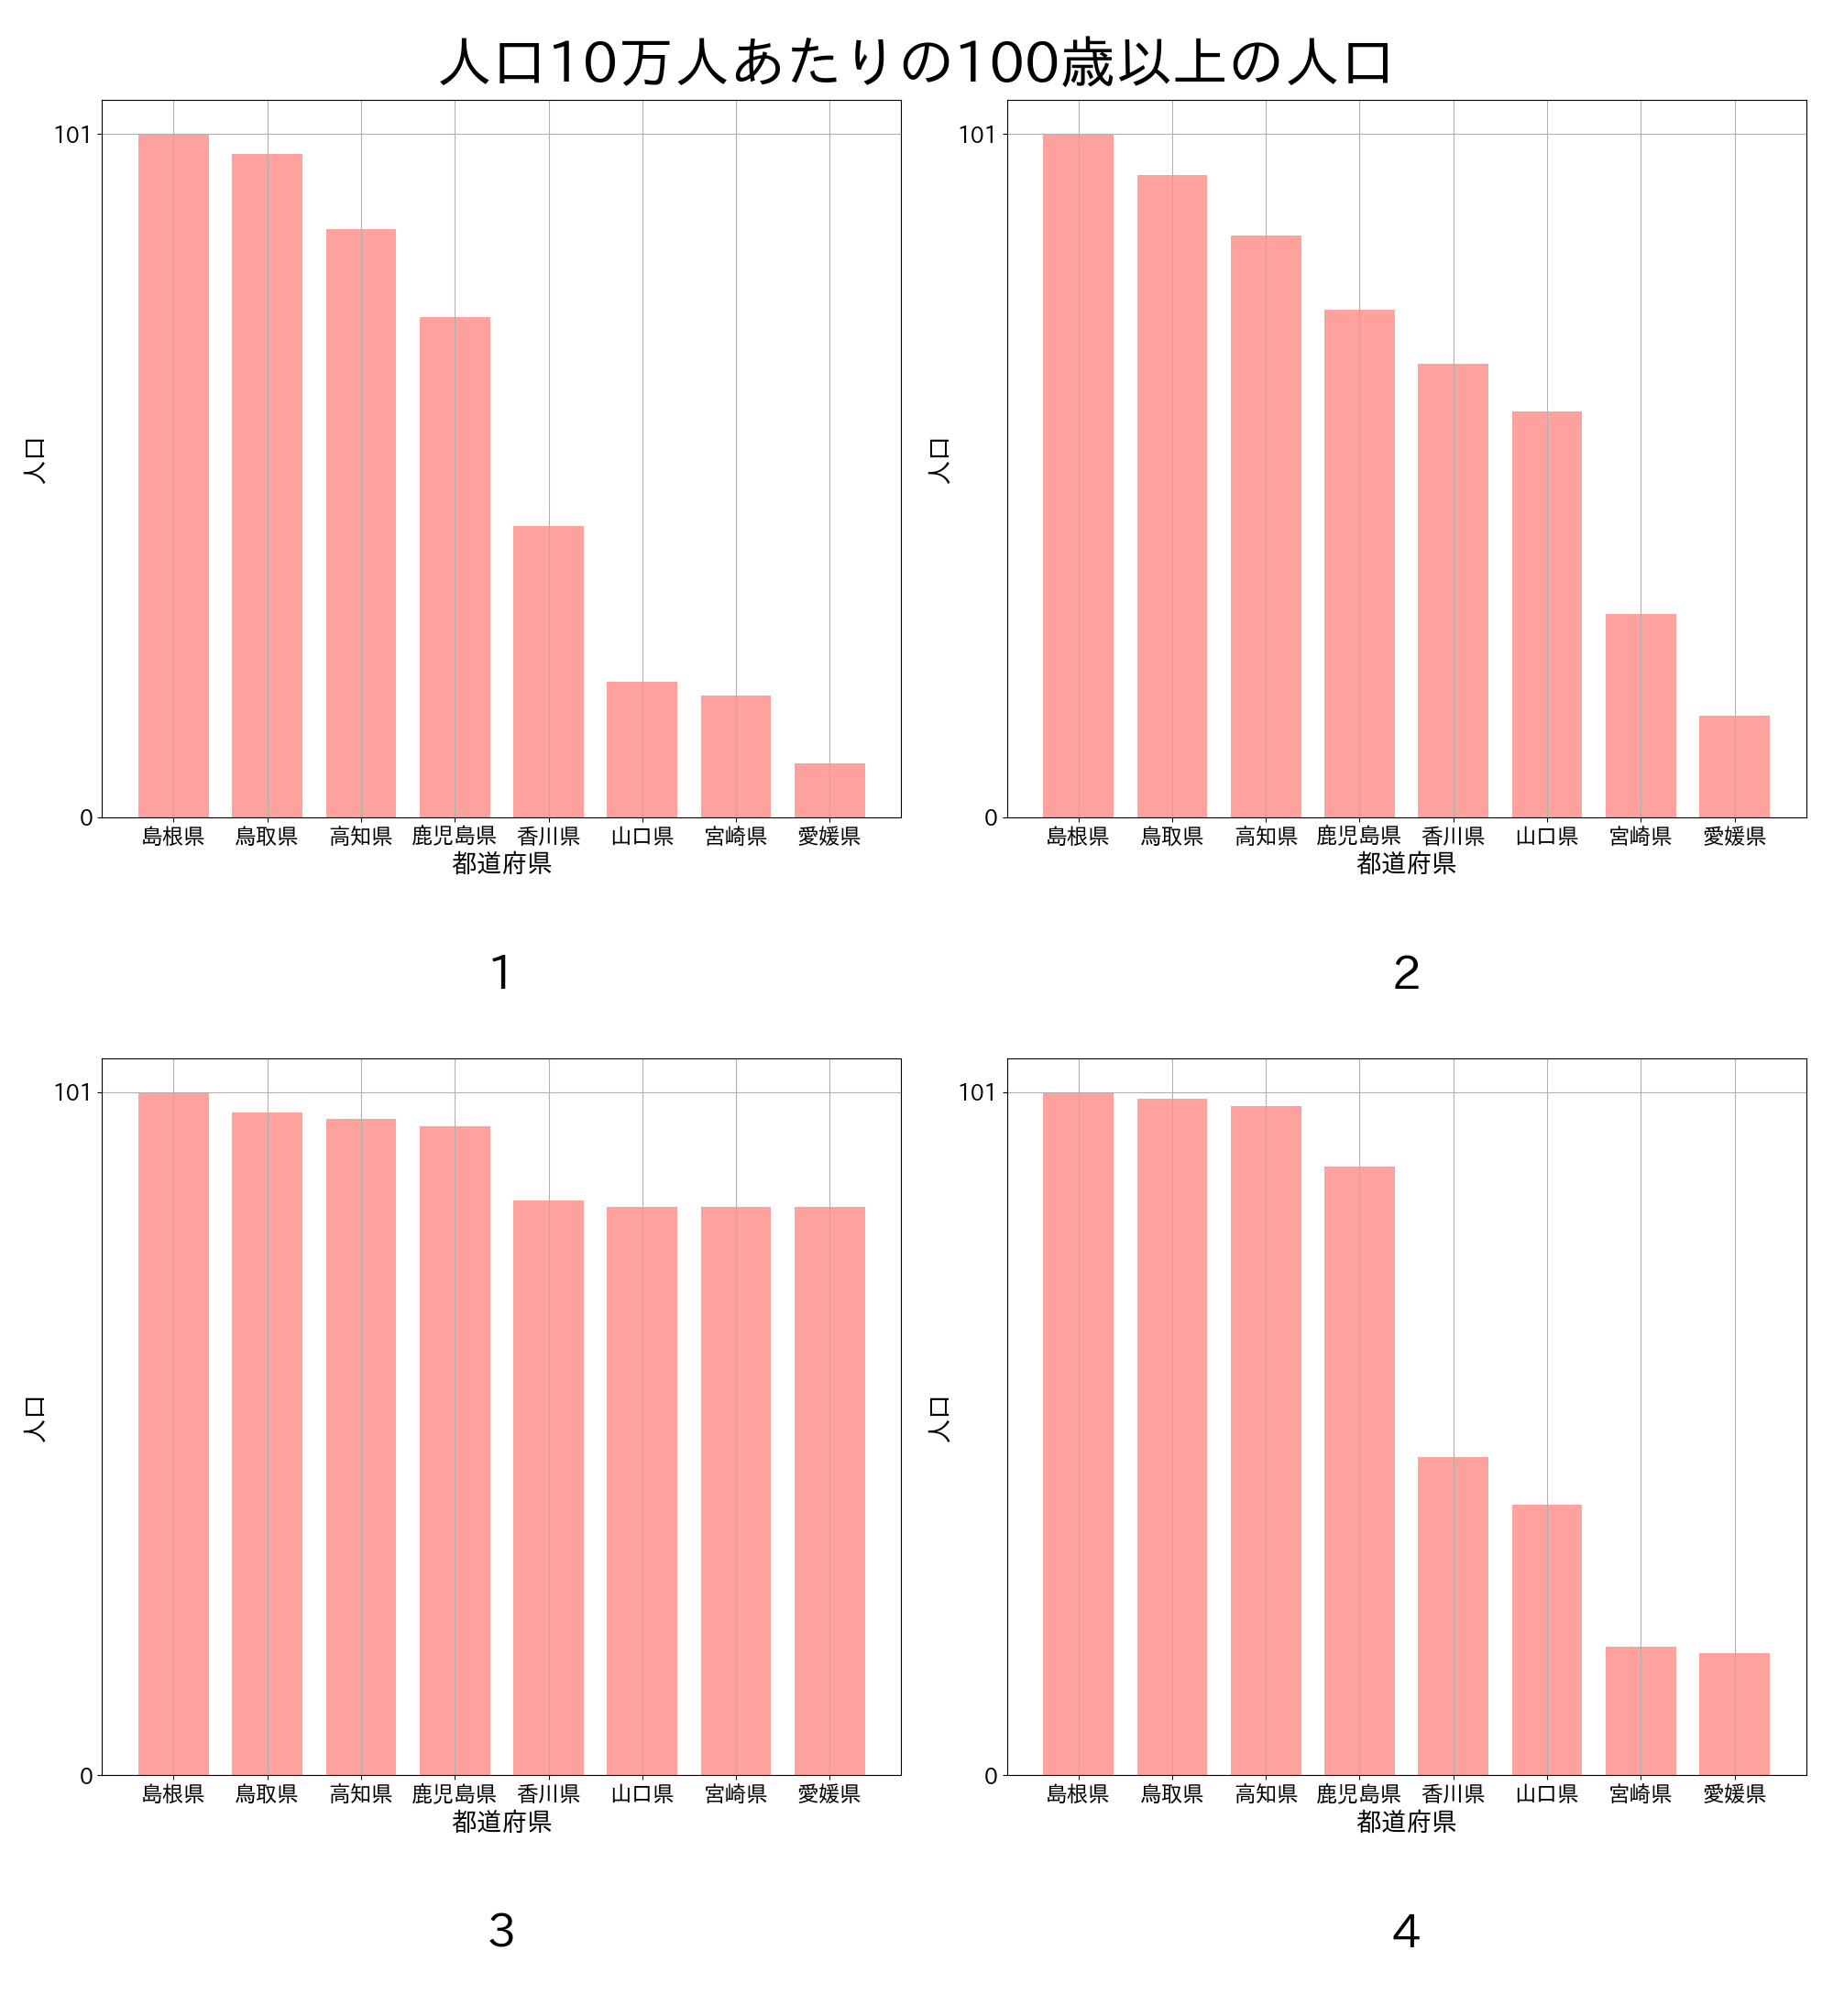 人口10万人あたりの100歳以上の人口
101
0
人口
島根県 鳥取県 高知県 鹿児島県 香川県 山口県 宮崎県 愛媛県
都道府県
1
101
0
人口
島根県 鳥取県 高知県 鹿児島県 香川県 山口県 宮崎県 愛媛県
都道府県
2
101
0
人口
島根県 鳥取県 高知県 鹿児島県 香川県 山口県 宮崎県 愛媛県
都道府県
3
101
0
人口
島根県 鳥取県 高知県 鹿児島県 香川県 山口県 宮崎県 愛媛県
都道府県
4